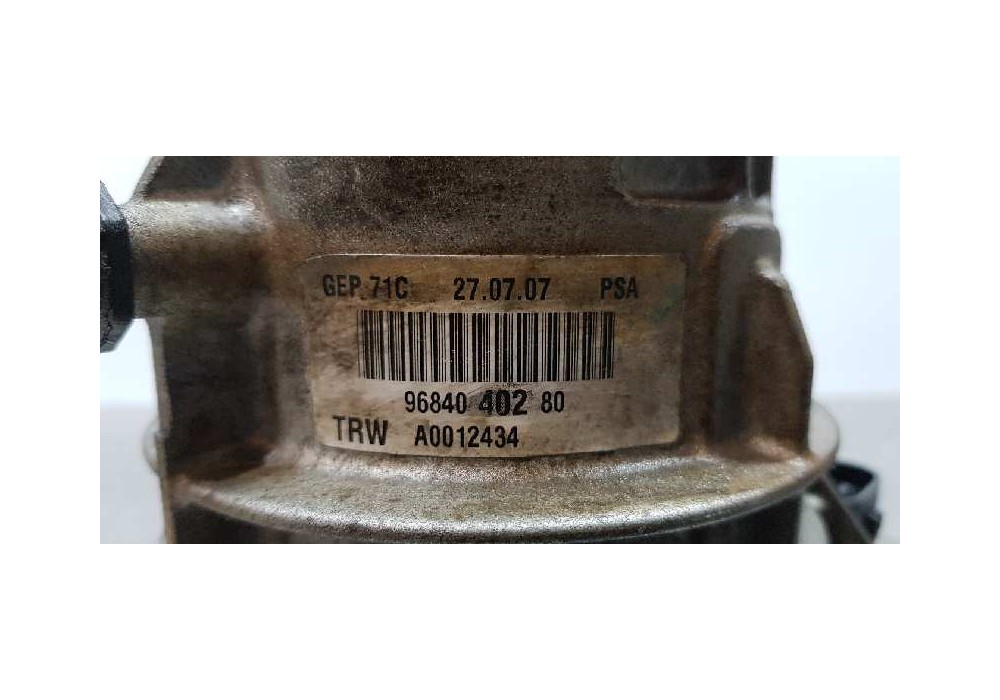 GEP. 71C 27.07.07 PSA
96840 402 80
TRW A0012434